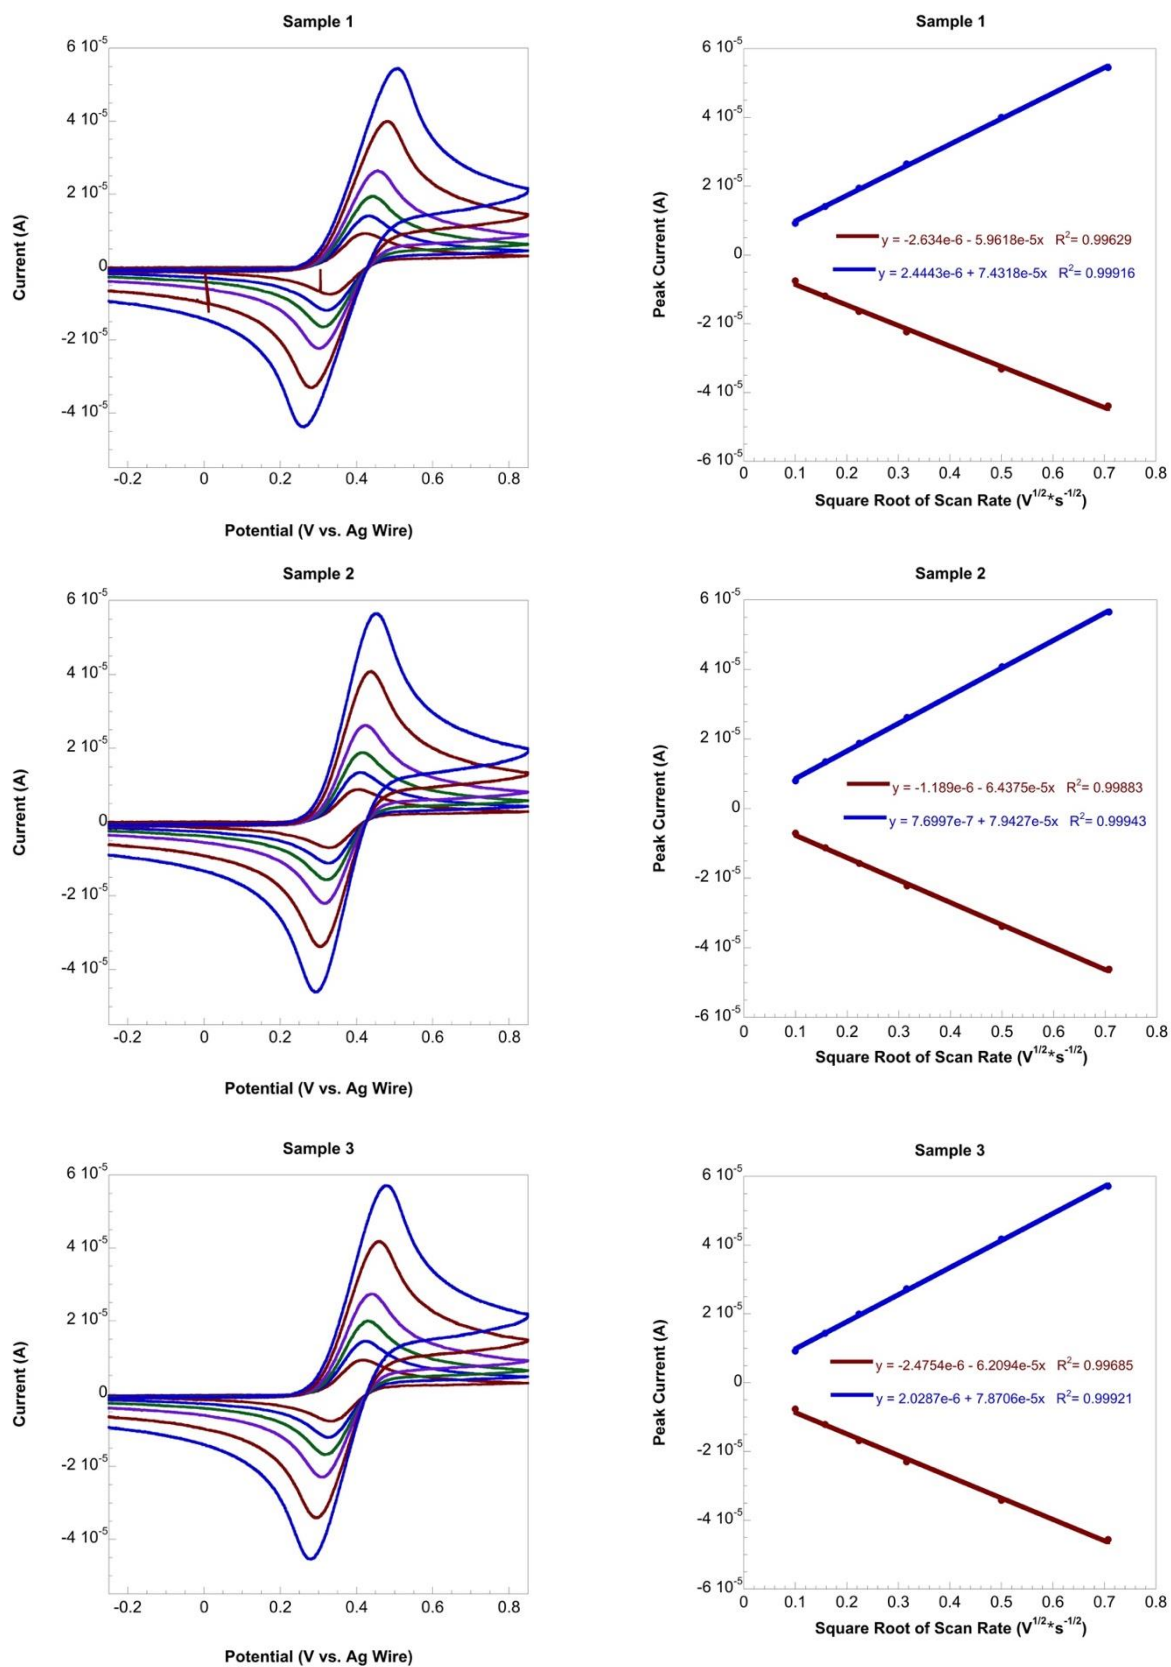 Sample 1
6 10⁻⁵
4 10⁻⁵
2 10⁻⁵
0
-2 10⁻⁵
-4 10⁻⁵
Current (A)
-0.2 0 0.2 0.4 0.6 0.8
Potential (V vs. Ag Wire)
Sample 1
6 10⁻⁵
4 10⁻⁵
2 10⁻⁵
0
-2 10⁻⁵
-4 10⁻⁵
-6 10⁻⁵
Peak Current (A)
y = -2.634e-6 - 5.9618e-5x R²= 0.99629
y = 2.4443e-6 + 7.4318e-5x R²= 0.99916
0 0.1 0.2 0.3 0.4 0.5 0.6 0.7 0.8
Square Root of Scan Rate (V¹ᐟ²*s⁻¹ᐟ²)
Sample 2
6 10⁻⁵
4 10⁻⁵
2 10⁻⁵
0
-2 10⁻⁵
-4 10⁻⁵
Current (A)
-0.2 0 0.2 0.4 0.6 0.8
Potential (V vs. Ag Wire)
Sample 2
6 10⁻⁵
4 10⁻⁵
2 10⁻⁵
0
-2 10⁻⁵
-4 10⁻⁵
-6 10⁻⁵
Peak Current (A)
y = -1.189e-6 - 6.4375e-5x R²= 0.99883
y = 7.6997e-7 + 7.9427e-5x R²= 0.99943
0 0.1 0.2 0.3 0.4 0.5 0.6 0.7 0.8
Square Root of Scan Rate (V¹ᐟ²*s⁻¹ᐟ²)
Sample 3
6 10⁻⁵
4 10⁻⁵
2 10⁻⁵
0
-2 10⁻⁵
-4 10⁻⁵
Current (A)
-0.2 0 0.2 0.4 0.6 0.8
Potential (V vs. Ag Wire)
Sample 3
6 10⁻⁵
4 10⁻⁵
2 10⁻⁵
0
-2 10⁻⁵
-4 10⁻⁵
-6 10⁻⁵
Peak Current (A)
y = -2.4754e-6 - 6.2094e-5x R²= 0.99685
y = 2.0287e-6 + 7.8706e-5x R²= 0.99921
0 0.1 0.2 0.3 0.4 0.5 0.6 0.7 0.8
Square Root of Scan Rate (V¹ᐟ²*s⁻¹ᐟ²)